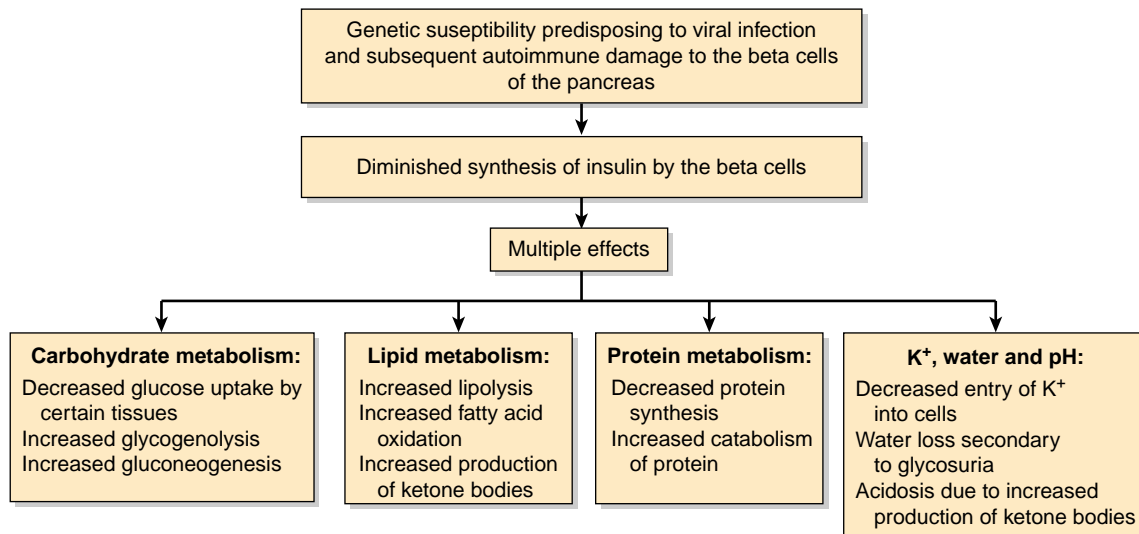 Genetic suseptibility predisposing to viral infection
and subsequent autoimmune damage to the beta cells
of the pancreas
Diminished synthesis of insulin by the beta cells
Multiple effects
Carbohydrate metabolism:
Decreased glucose uptake by
certain tissues
Increased glycogenolysis
Increased gluconeogenesis
Lipid metabolism:
Increased lipolysis
Increased fatty acid
oxidation
Increased production
of ketone bodies
Protein metabolism:
Decreased protein
synthesis
Increased catabolism
of protein
K⁺, water and pH:
Decreased entry of K⁺
into cells
Water loss secondary
to glycosuria
Acidosis due to increased
production of ketone bodies